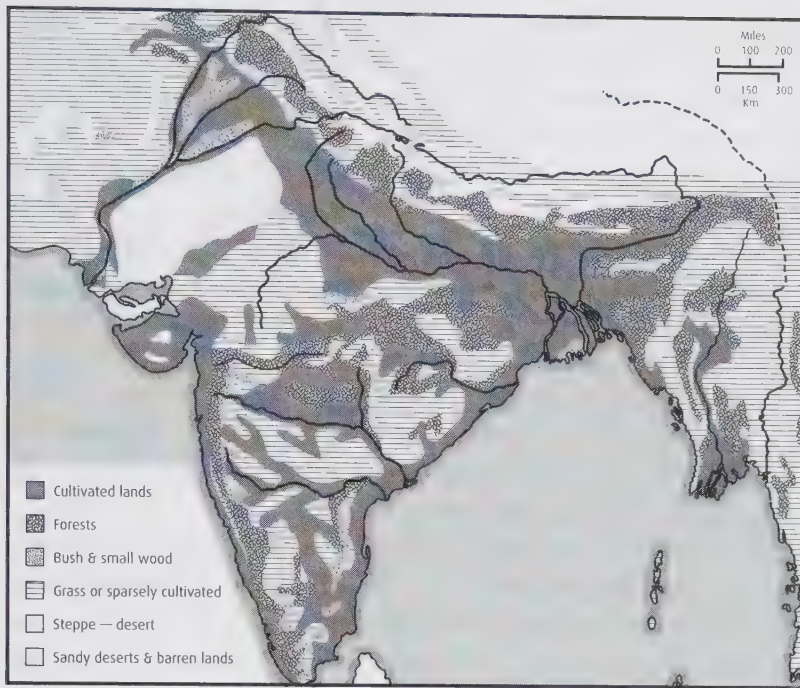 Miles
0 100 200
0 150 300
Km
Cultivated lands
Forests
Bush & small wood
Grass or sparsely cultivated
Steppe — desert
Sandy deserts & barren lands